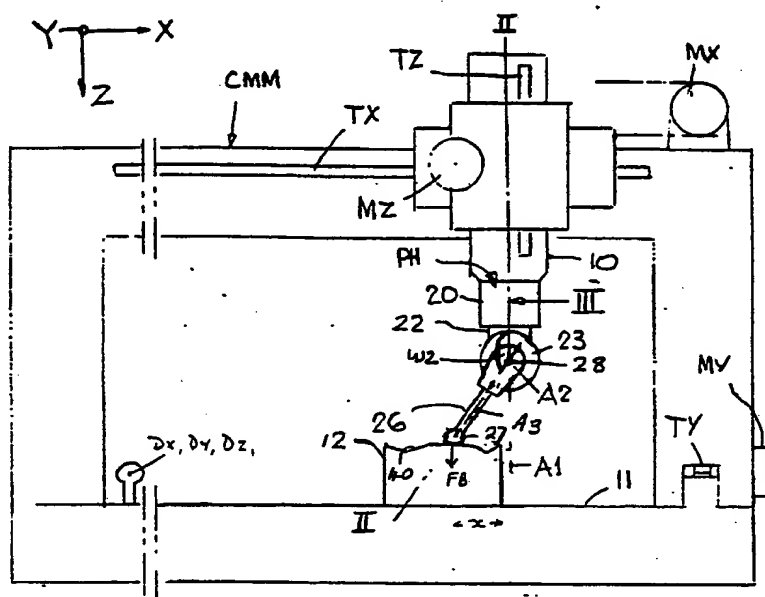 Y X
Z
II
TZ
MX
CMM
TX
MZ
PH
10
20
III
22
23
W2
28
A2
MY
26
A3
TY
12
27
DX, DY, DZ,
40
FB
A1
11
II
x